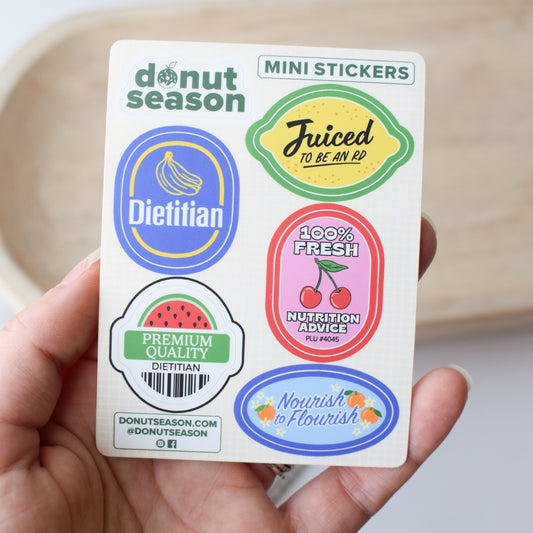 donut
season
MINI STICKERS
Juiced
TO BE AN RD
Dietitian
100%
FRESH
NUTRITION
ADVICE
PLU #4045
PREMIUM
QUALITY
DIETITIAN
Nourish
to Flourish
DONUTSEASON.COM
@DONUTSEASON